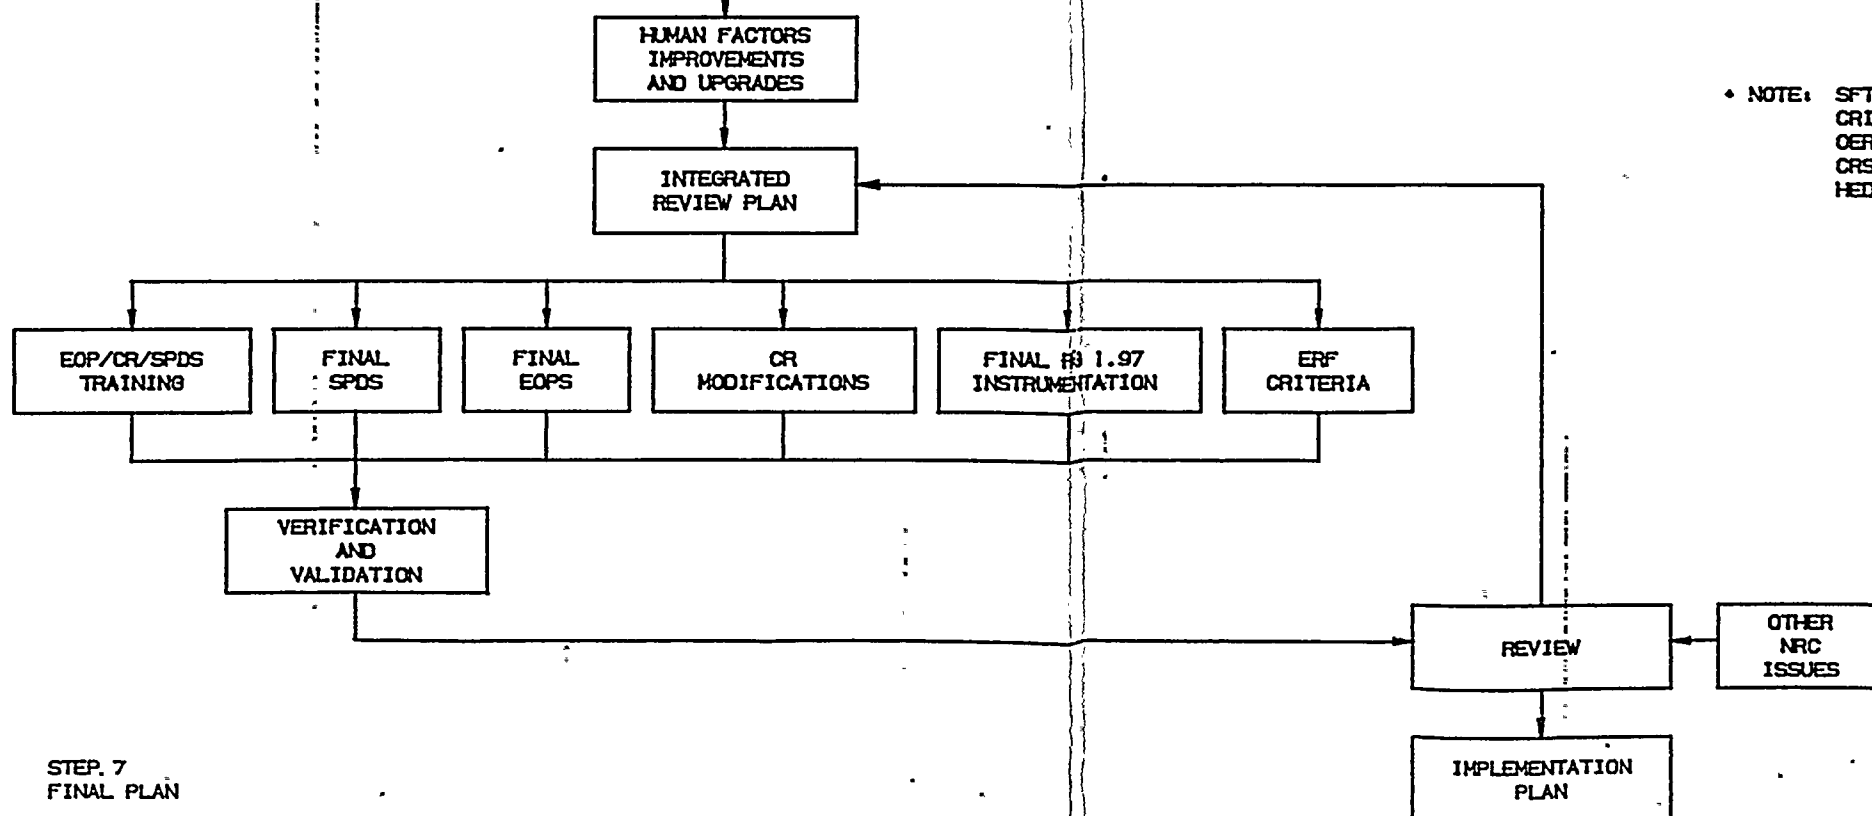 HUMAN FACTORS
IMPROVEMENTS
AND UPGRADES
NOTE:
INTEGRATED
REVIEW PLAN
EOP/CR/SPDS
TRAINING
FINAL
SPDS
FINAL
EOPS
CR
MODIFICATIONS
FINAL 1.97
INSTRUMENTATION
ERF
CRITERIA
VERIFICATION
AND
VALIDATION
REVIEW
OTHER
NRC
ISSUES
STEP. 7
FINAL PLAN
IMPLEMENTATION
PLAN